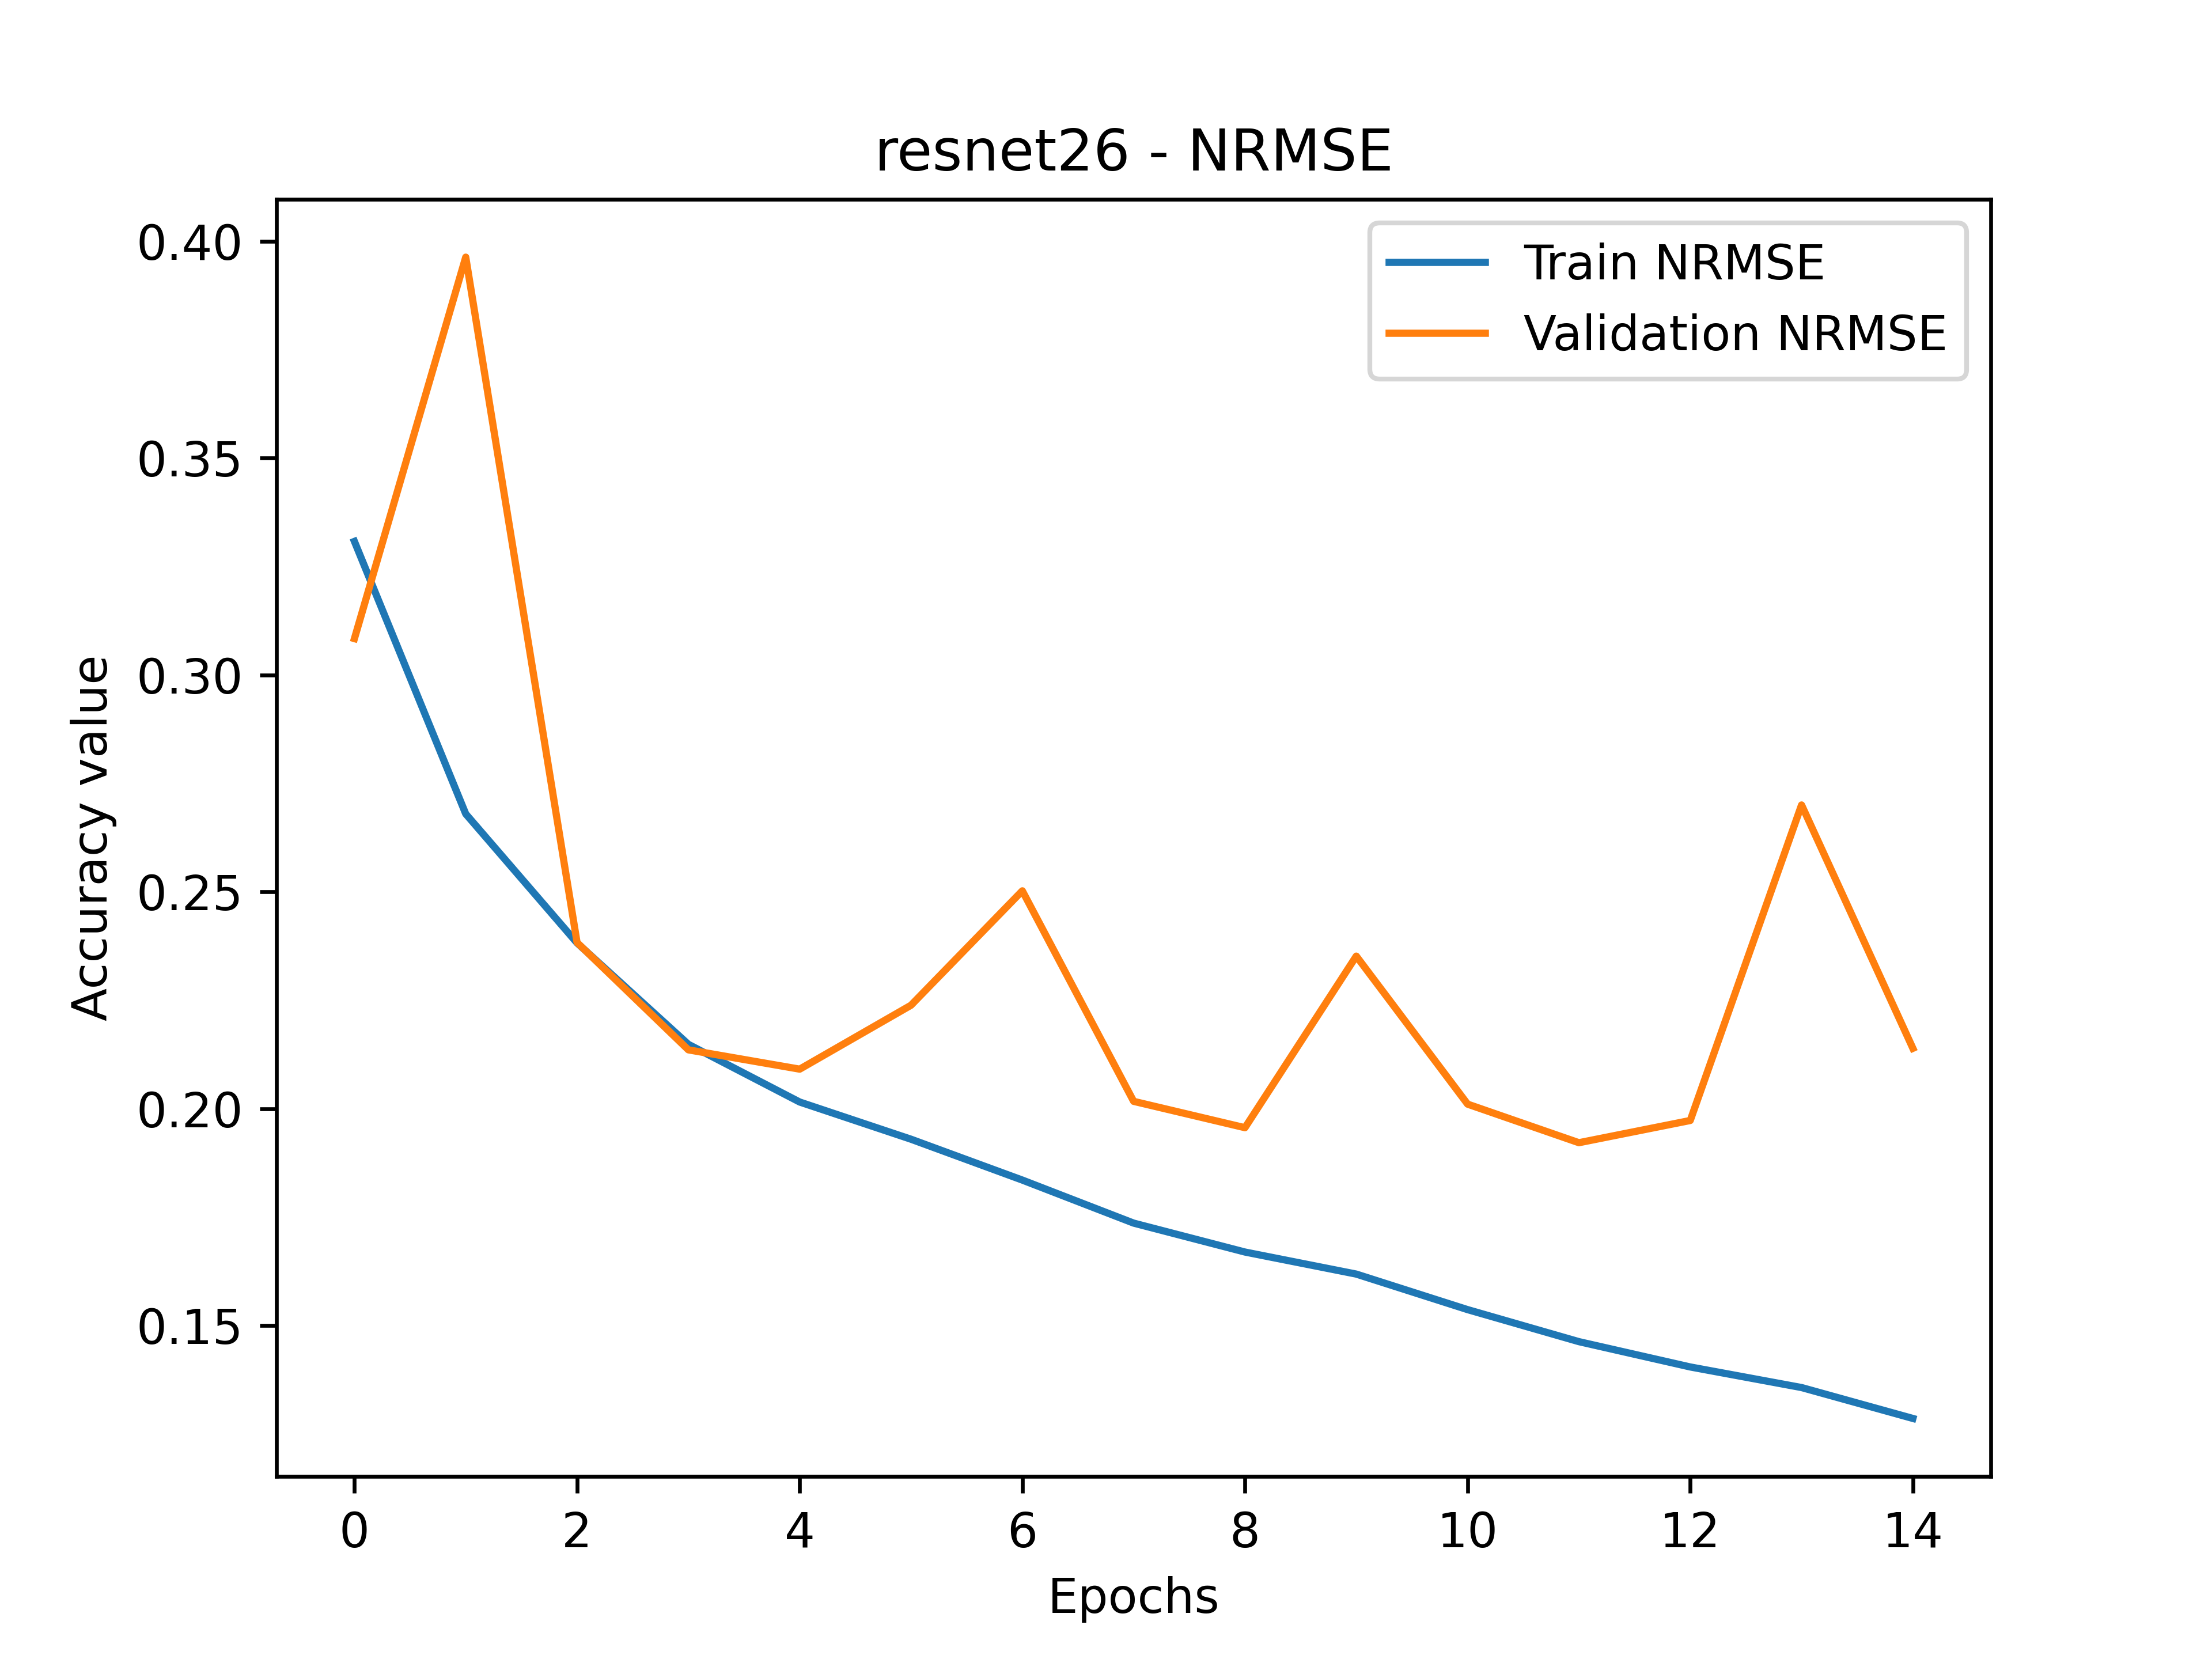 resnet26 - NRMSE
Train NRMSE
Validation NRMSE
Accuracy value
0.40
0.35
0.30
0.25
0.20
0.15
0 2 4 6 8 10 12 14
Epochs